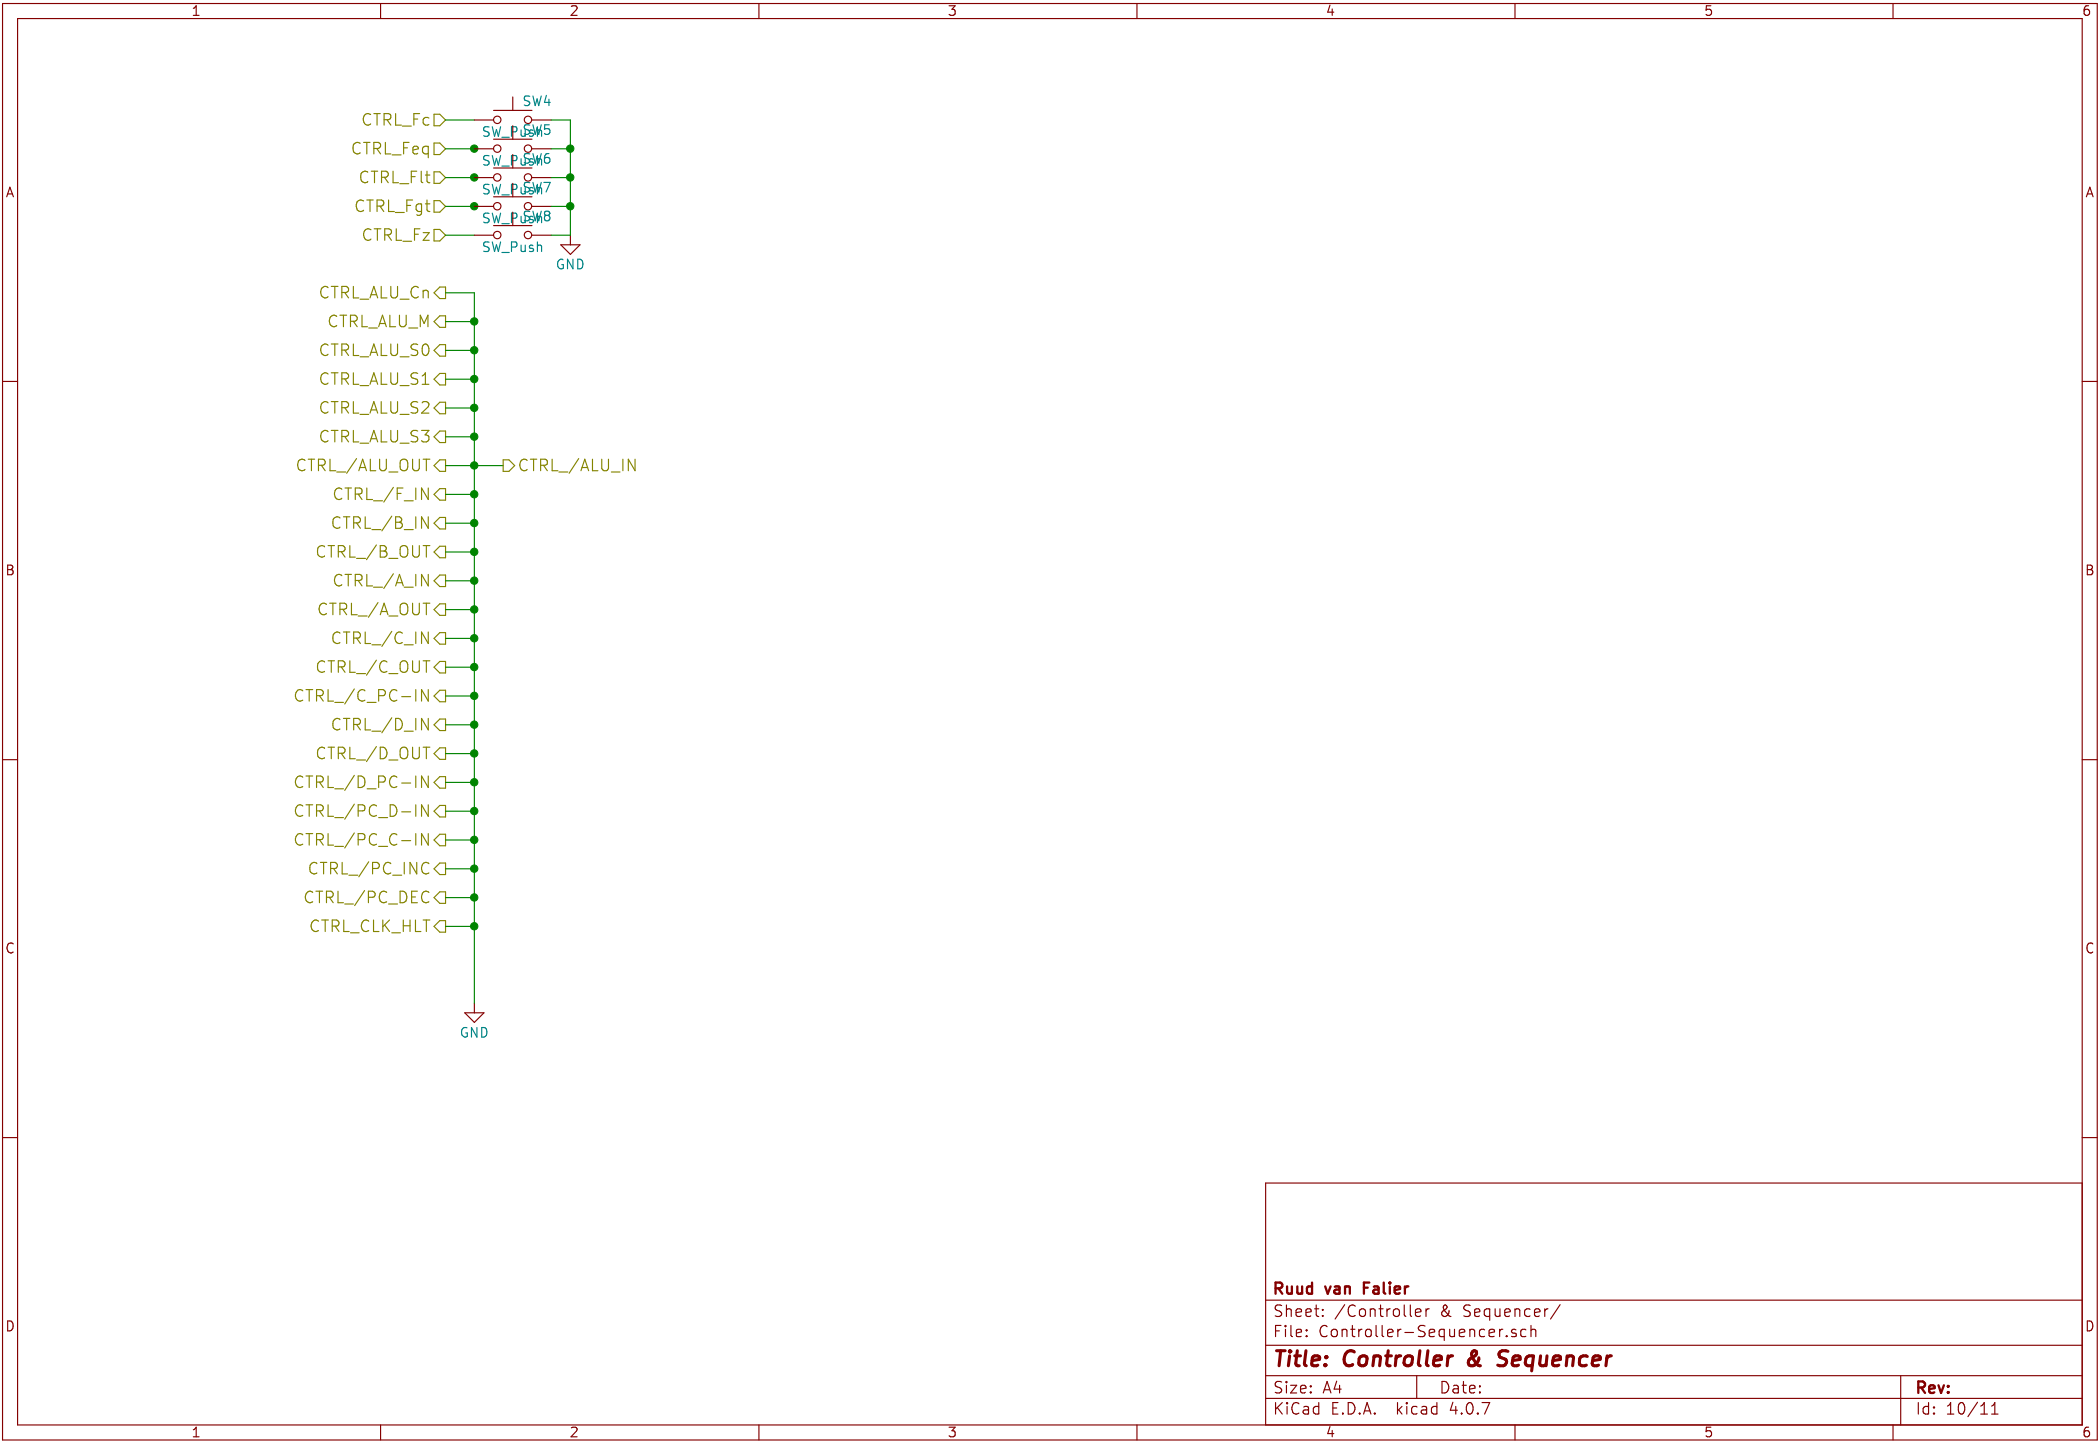 1 2 3 4 5 6
SW4
CTRL_Fc
SW_Push
SW5
CTRL_Feq
SW_Push
SW6
CTRL_Flt
SW_Push
SW7
A A
CTRL_Fgt
SW_Push
SW8
CTRL_Fz
SW_Push
GND
CTRL_ALU_Cn
CTRL_ALU_M
CTRL_ALU_S0
CTRL_ALU_S1
CTRL_ALU_S2
CTRL_ALU_S3
CTRL_/ALU_OUT CTRL_/ALU_IN
CTRL_/F_IN
CTRL_/B_IN
CTRL_/B_OUT
B B
CTRL_/A_IN
CTRL_/A_OUT
CTRL_/C_IN
CTRL_/C_OUT
CTRL_/C_PC-IN
CTRL_/D_IN
CTRL_/D_OUT
CTRL_/D_PC-IN
CTRL_/PC_D-IN
CTRL_/PC_C-IN
CTRL_/PC_INC
CTRL_/PC_DEC
CTRL_CLK_HLT
C C
GND
Ruud van Falier
Sheet: /Controller & Sequencer/
File: Controller-Sequencer.sch
D D
Title: Controller & Sequencer
Size: A4 Date: Rev:
KiCad E.D.A. kicad 4.0.7 Id: 10/11
1 2 3 4 5 6